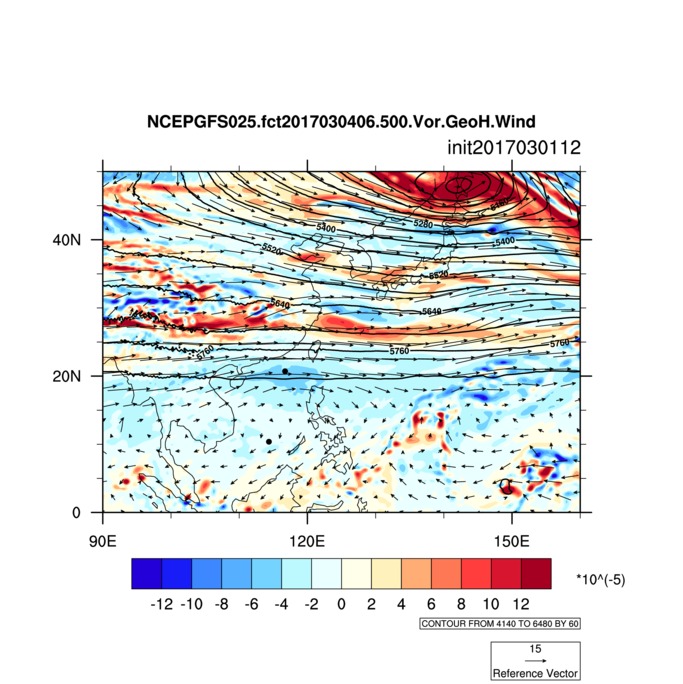 NCEPGFS025.fct2017030406.500.Vor.GeoH.Wind
init2017030112
5480
5400
5280
40N
5520
5400
5520
5640
5640
5760
5760
5760
20N
0
90E 120E 150E
-12 -10 -8 -6 -4 -2 0 2 4 6 8 10 12
*10^(-5)
CONTOUR FROM 4140 TO 6480 BY 60
15
Reference Vector